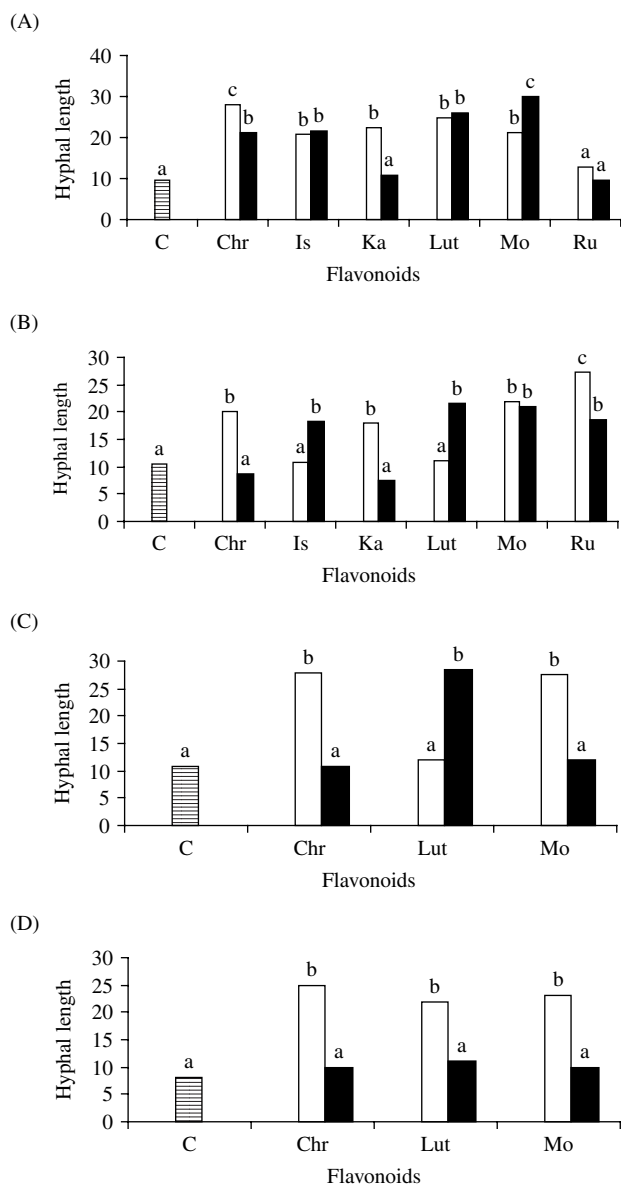 (A)
Hyphal length
40
30
20
10
0
a
c b
b b
b a
b b
b c
a a
C Chr Is Ka Lut Mo Ru
Flavonoids
(B)
Hyphal length
30
25
20
15
10
5
0
a
b a
a b
b a
a b
b b
c b
C Chr Is Ka Lut Mo Ru
Flavonoids
(C)
Hyphal length
30
25
20
15
10
5
0
a
b a
a b
b a
C Chr Lut Mo
Flavonoids
(D)
Hyphal length
30
25
20
15
10
5
0
a
b a
b a
b a
C Chr Lut Mo
Flavonoids